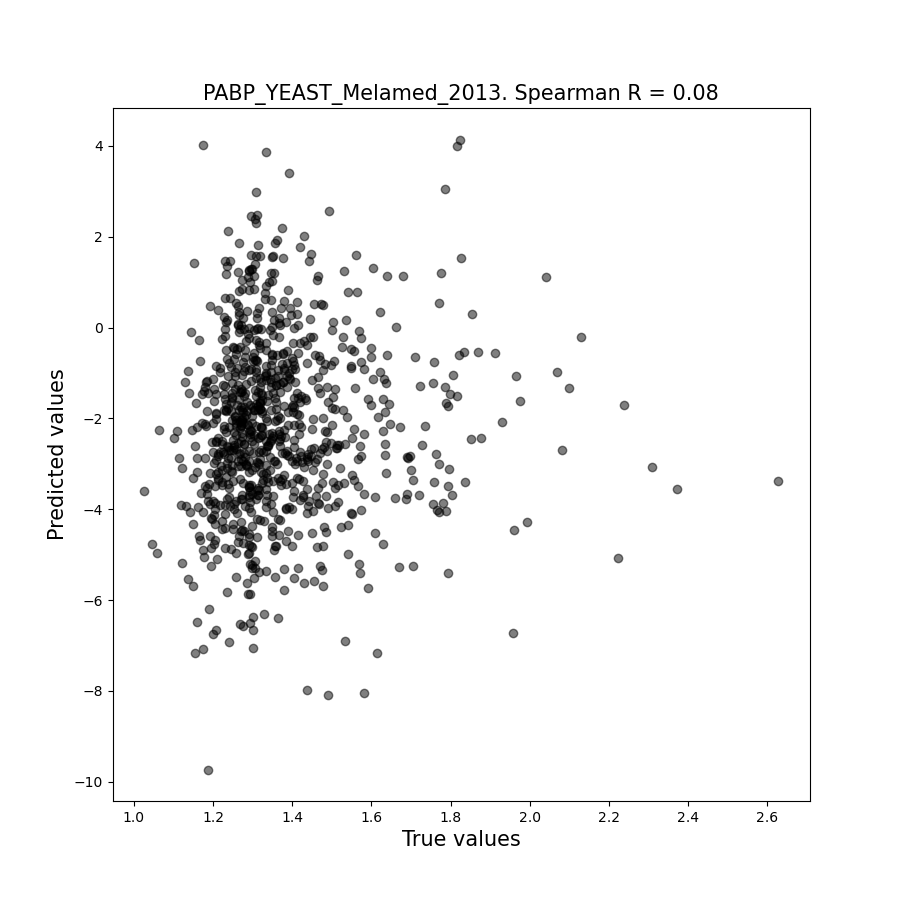 PABP_YEAST_Melamed_2013. Spearman R = 0.08
4
2
0
−2
−4
−6
−8
−10
Predicted values
1.0 1.2 1.4 1.6 1.8 2.0 2.2 2.4 2.6
True values